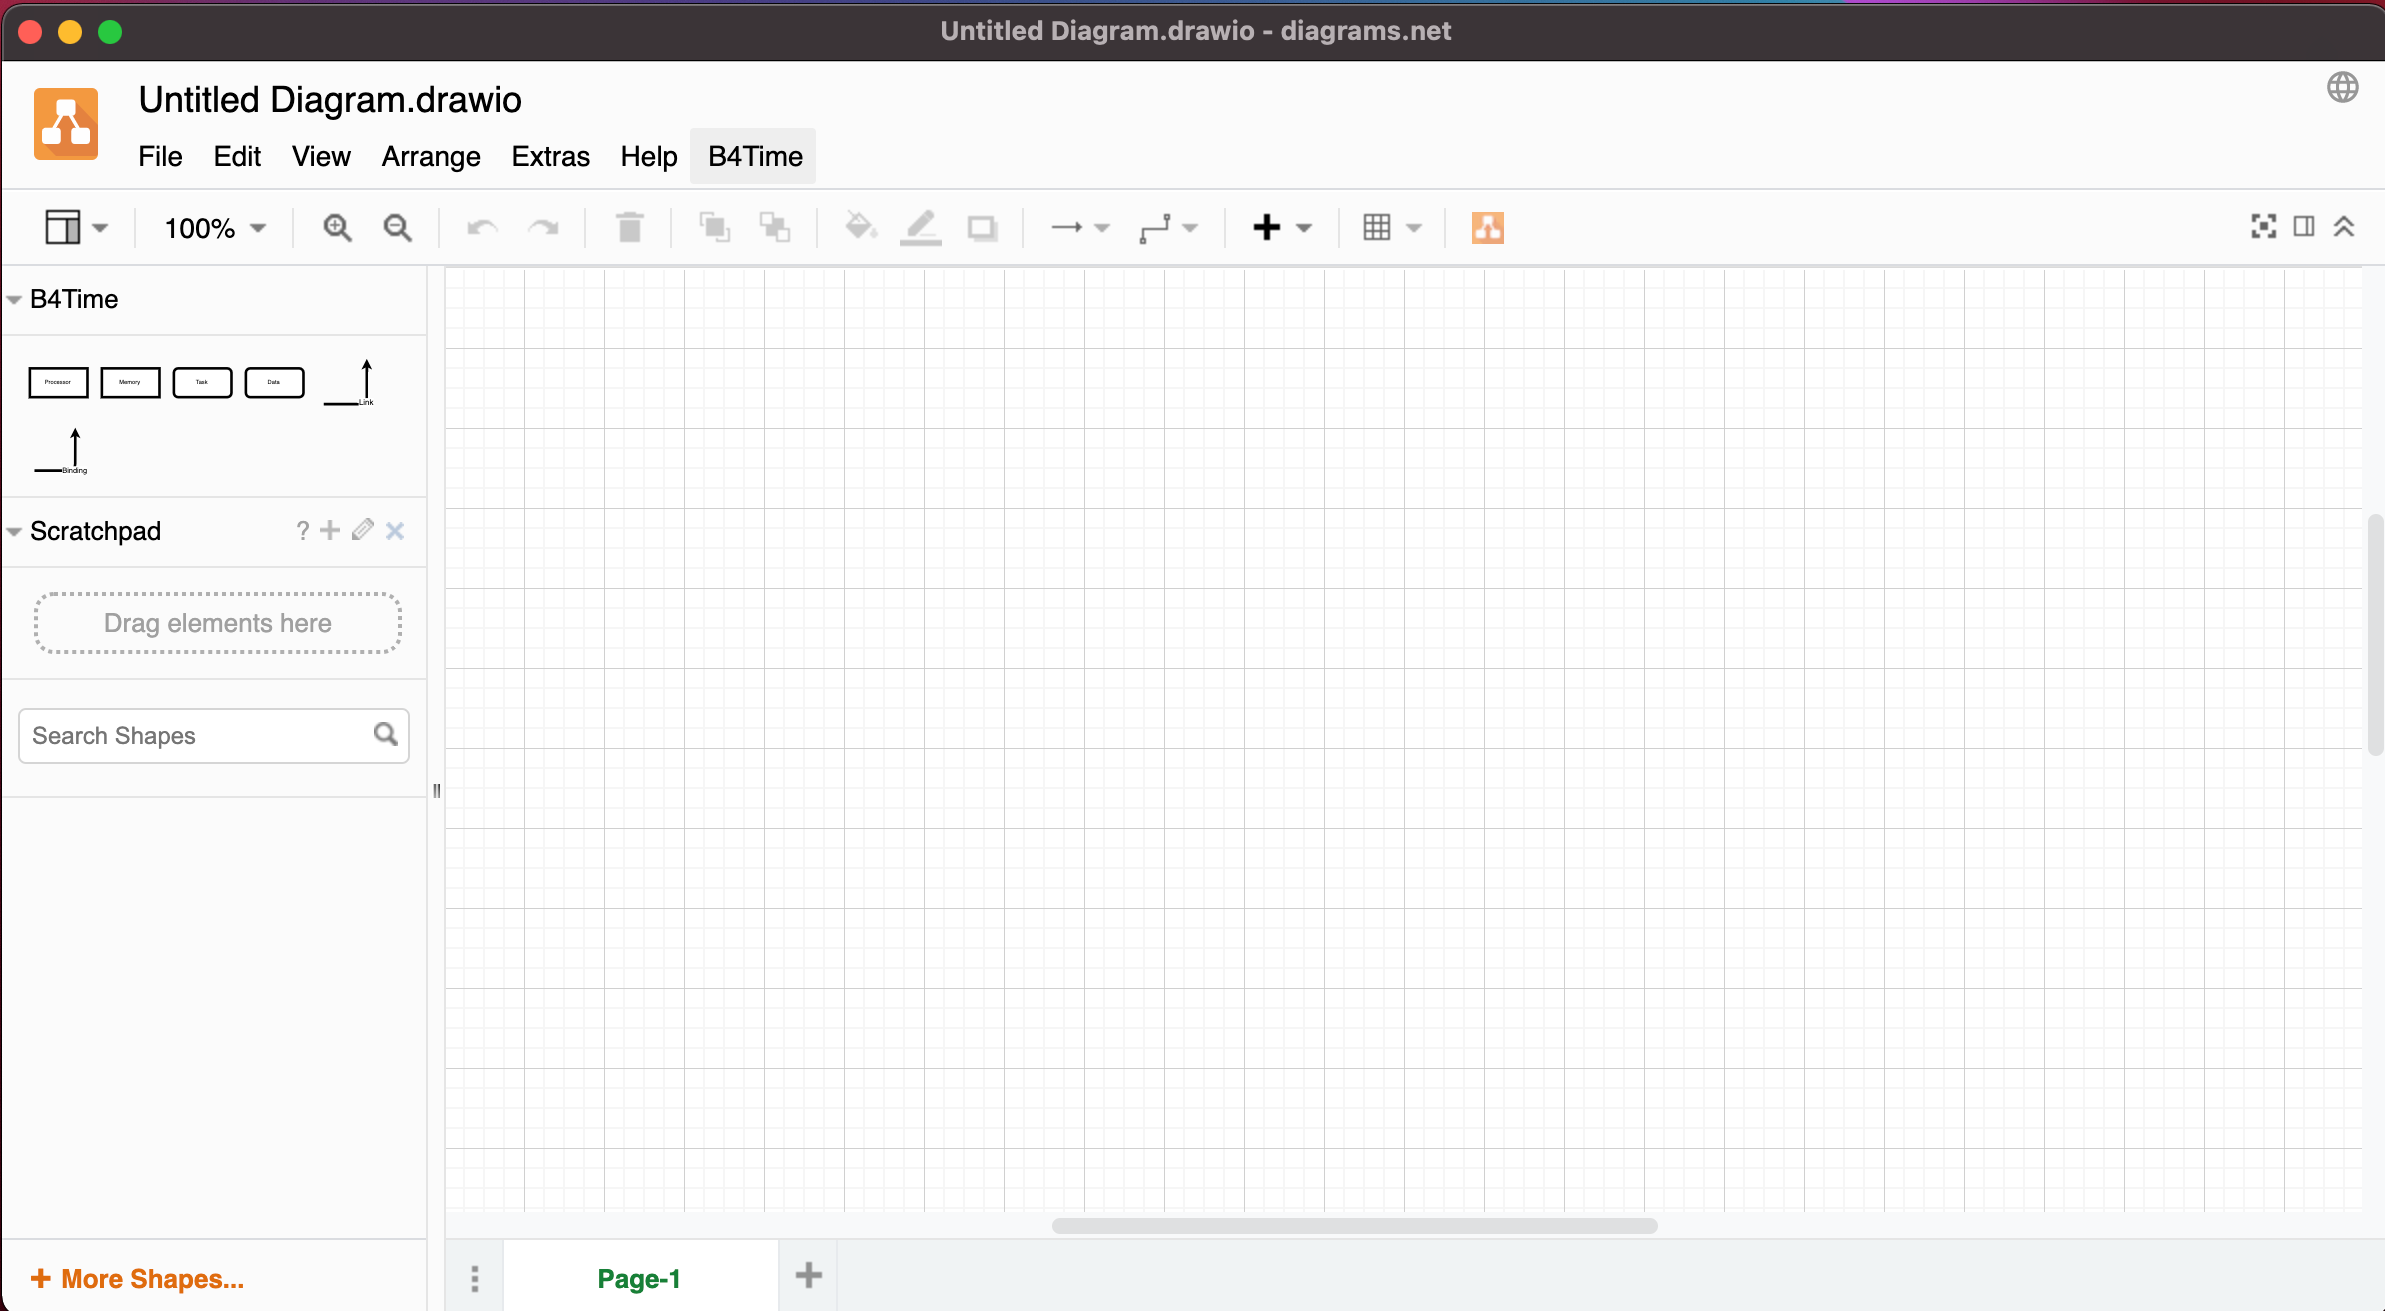 Untitled Diagram.drawio - diagrams.net
Untitled Diagram.drawio
File Edit View Arrange Extras Help B4Time
100%
B4Time
Processor Memory Task Data Link
Binding
Scratchpad ?
Drag elements here
Search Shapes
+ More Shapes...
Page-1